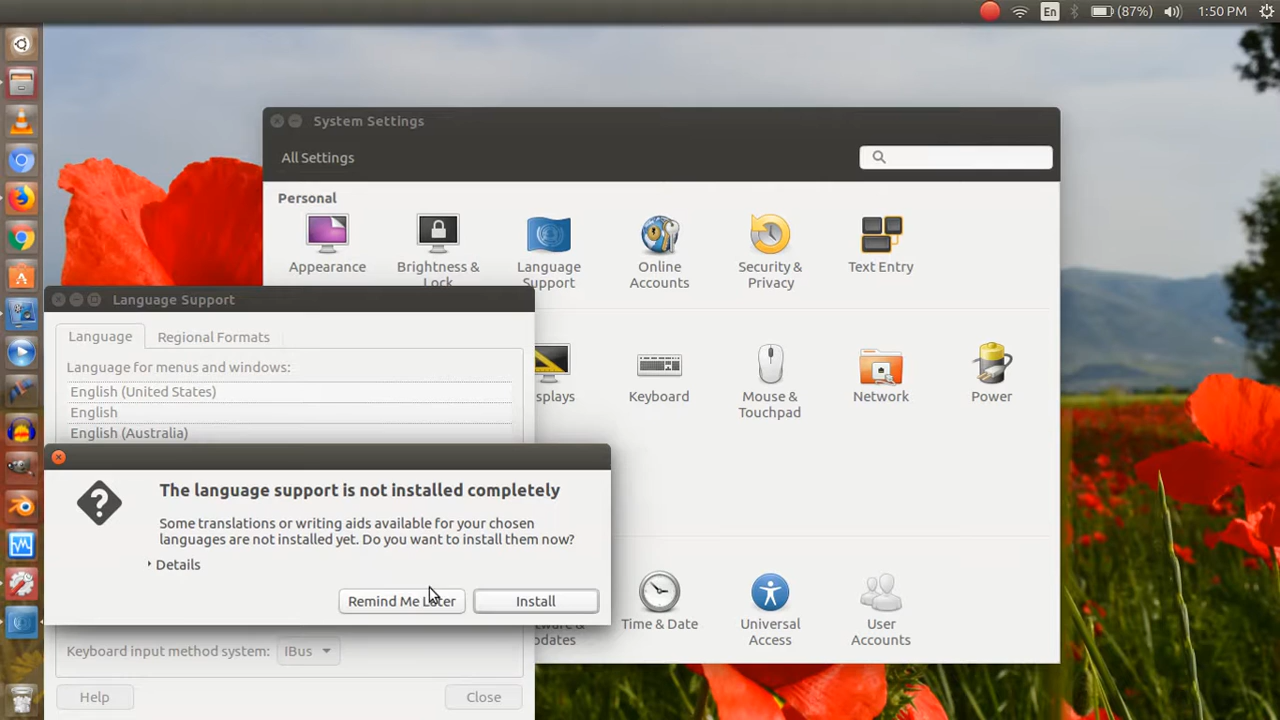 En
(87%)
1:50 PM
System Settings
All Settings
Personal
Appearance
Brightness &
Lock
Language
Support
Online
Accounts
Security &
Privacy
Text Entry
Language Support
Language
Regional Formats
Language for menus and windows:
English (United States)
English
English (Australia)
Keyboard
Mouse &
Touchpad
Network
Power
The language support is not installed completely
Some translations or writing aids available for your chosen
languages are not installed yet. Do you want to install them now?
Details
Remind Me Later
Install
Time & Date
Universal
Access
User
Accounts
Keyboard input method system:
IBus
Help
Close